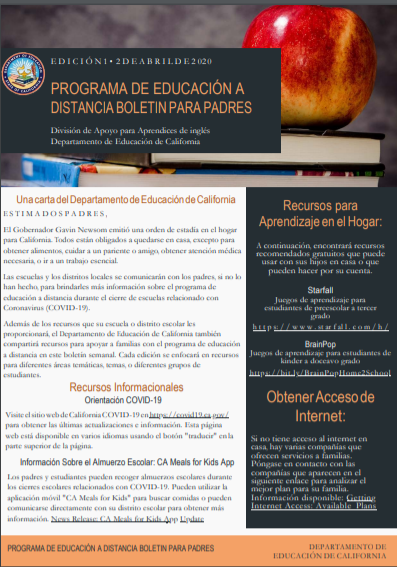 EDICIÓN 1 • 2 DE ABRIL DE 2020
PROGRAMA DE EDUCACIÓN A
DISTANCIA BOLETIN PARA PADRES
División de Apoyo para Aprendices de inglés
Departamento de Educación de California
Una carta del Departamento de Educación de California
ESTIMADOS PADRES,
El Gobernador Gavin Newsom emitió una orden de estadía en el hogar
para California. Todos están obligados a quedarse en casa, excepto para
obtener alimentos, cuidar a un pariente o amigo, obtener atención médica
necesaria, o ir a un trabajo esencial.
Las escuelas y los distritos locales se comunicarán con los padres, si no lo
han hecho, para brindarles más información sobre el programa de
educación a distancia durante el cierre de escuelas relacionado con
Coronavirus (COVID-19).
Además de los recursos que su escuela o distrito escolar les
proporcionará, el Departamento de Educación de California también
compartirá recursos para apoyar a familias con el programa de educación
a distancia en este boletín semanal. Cada edición se enfocará en recursos
para diferentes áreas temáticas, temas, o diferentes grupos de
estudiantes.
Recursos Informacionales
Orientación COVID-19
Visite el sitio web de California COVID-19 en https://covid19.ca.gov/
para obtener las últimas actualizaciones e información. Esta página
web está disponible en varios idiomas usando el botón "traducir" en la
parte superior de la página.
Información Sobre el Almuerzo Escolar: CA Meals for Kids App
Los padres y estudiantes pueden recoger almuerzos escolares durante
los cierres escolares relacionados con COVID-19. Pueden utilizar la
aplicación móvil "CA Meals for Kids" para buscar comidas o pueden
comunicarse directamente con su distrito escolar para obtener más
información. News Release: CA Meals for Kids App Update
Recursos para
Aprendizaje en el Hogar:
A continuación, encontrará recursos
recomendados gratuitos que puede
usar con sus hijos en casa o que
pueden hacer por su cuenta.
Starfall
Juegos de aprendizaje para
estudiantes de preescolar a tercer
grado
https://www.starfall.com/h/
BrainPop
Juegos de aprendizaje para estudiantes de
kinder a doceavo grado
https://bit.ly/BrainPopHome2School
Obtener Acceso de
Internet:
Si no tiene acceso al internet en
casa, hay varias compañías que
ofrecen servicios a familias.
Póngase en contacto con las
compañías que aparecen en el
siguiente enlace para analizar el
mejor plan para su familia.
Información disponible: Getting
Internet Access: Available Plans
PROGRAMA DE EDUCACIÓN A DISTANCIA BOLETIN PARA PADRES
DEPARTAMENTO DE
EDUCACIÓN DE CALIFORNIA